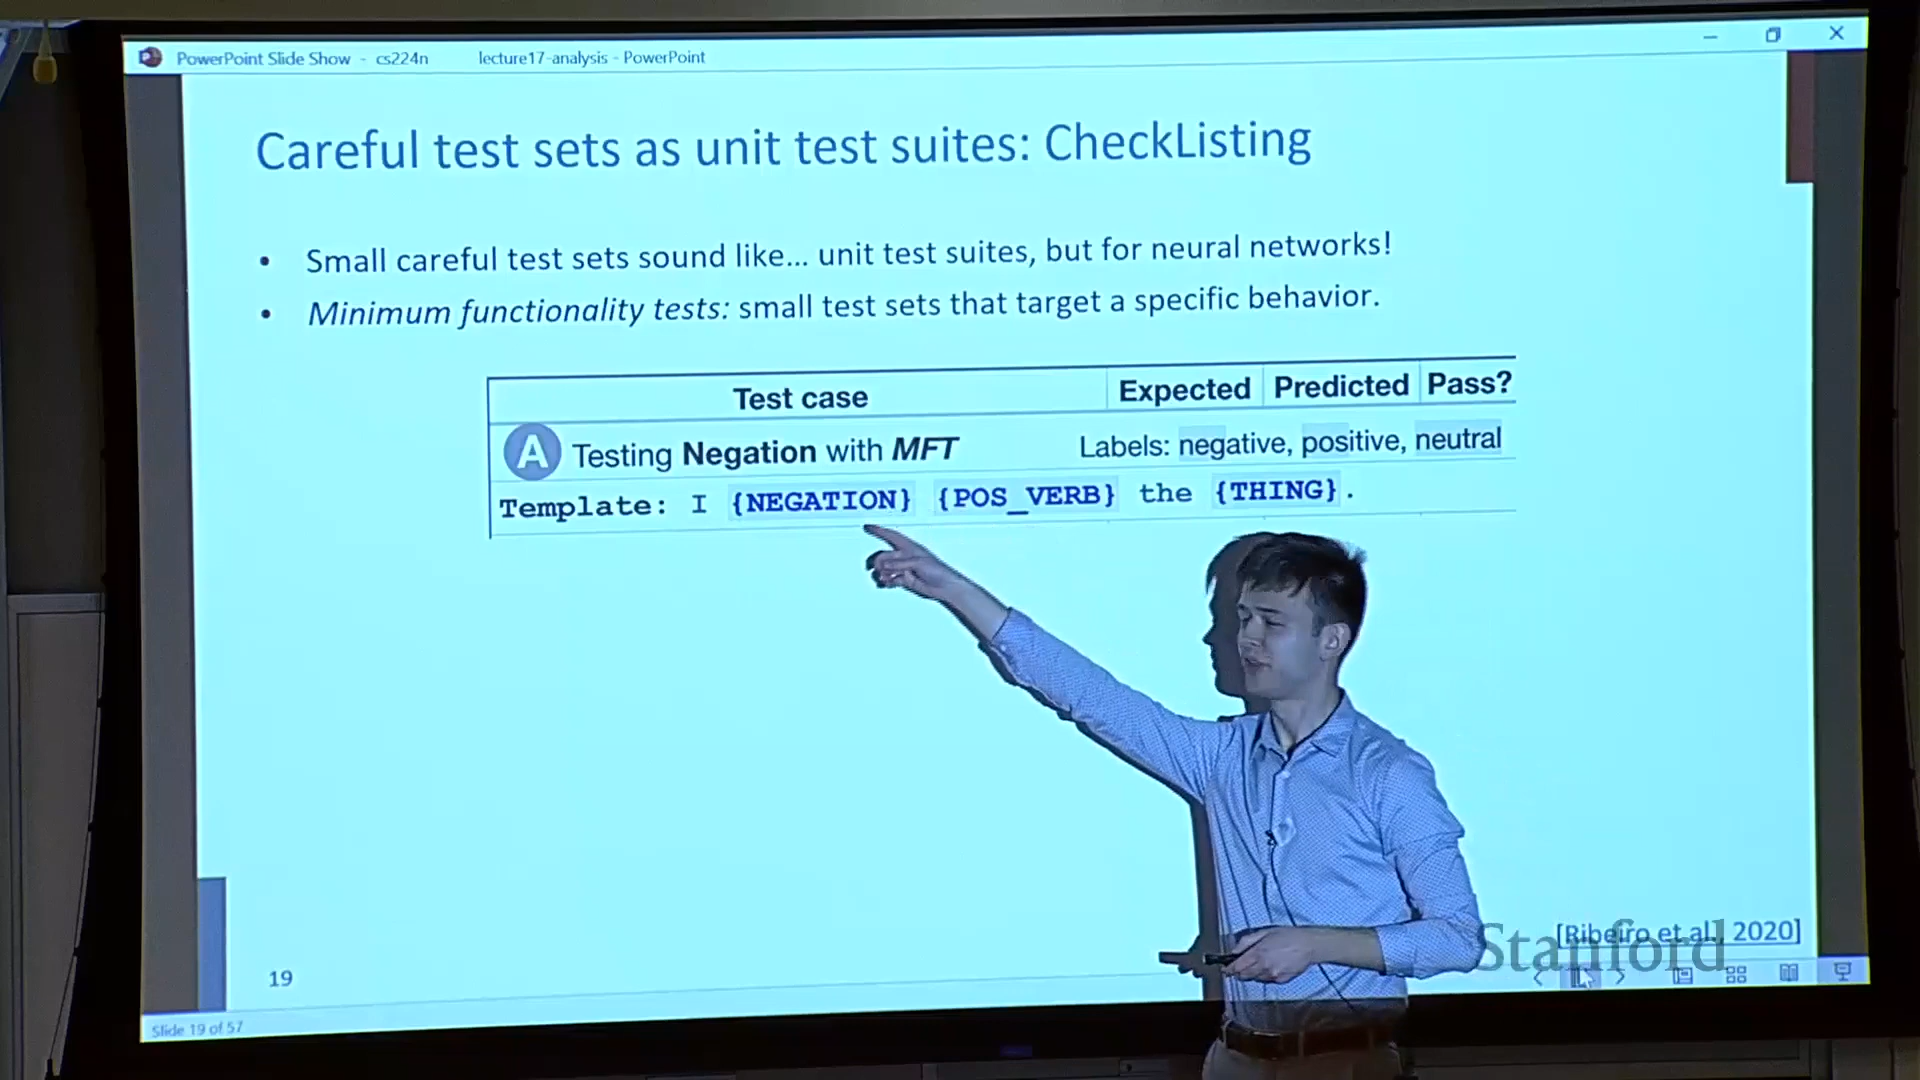 PowerPoint Slide Show - cs224n lecture17-analysis - PowerPoint
Careful test sets as unit test suites: CheckListing
• Small careful test sets sound like... unit test suites, but for neural networks!
• Minimum functionality tests: small test sets that target a specific behavior.
Test case Expected Predicted Pass?
A Testing Negation with MFT Labels: negative, positive, neutral
Template: I {NEGATION} {POS_VERB} the {THING}.
[Ribeiro et al., 2020]
Stanford
19
Slide 19 of 57